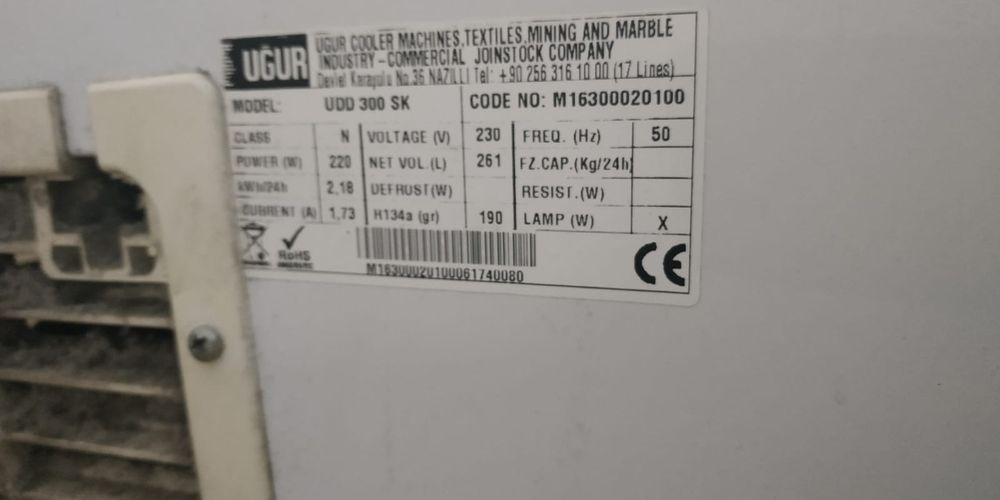 UĞUR
UGUR COOLER MACHINES,TEXTILES,MINING AND MARBLE
INDUSTRY-COMMERCIAL JOINSTOCK COMPANY
Devlet Karayolu No.36 NAZILLI Tel: +90 256 316 10 00 (17 Lines)
MODEL: UDD 300 SK CODE NO: M16300020100
CLASS N VOLTAGE (V) 230 FREQ. (Hz) 50
POWER (W) 220 NET VOL.(L) 261 FZ.CAP.(Kg/24h)
kWh/24h 2,18 DEFROST(W) RESIST.(W)
CURRENT (A) 1,73 H134a (gr) 190 LAMP (W) X
RoHS
CE
M16300020100061740080